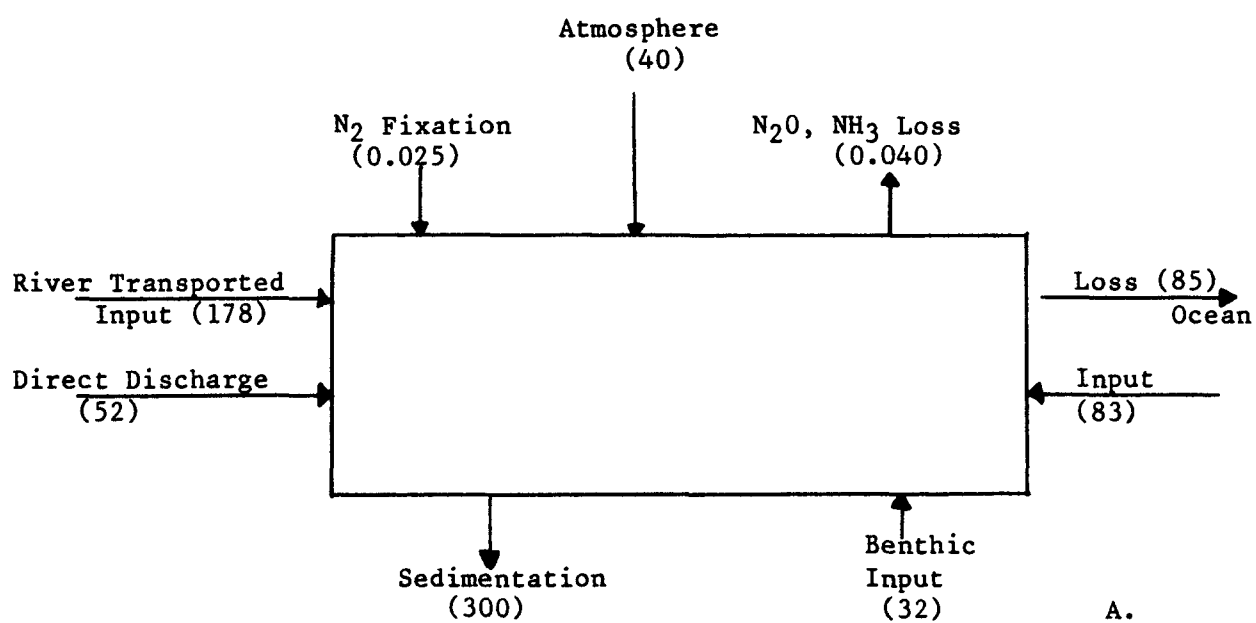 Atmosphere
(40)
N₂ Fixation
(0.025)
N₂O, NH₃ Loss
(0.040)
River Transported
Input (178)
Loss (85)
Ocean
Direct Discharge
(52)
Input
(83)
Sedimentation
(300)
Benthic
Input
(32)
A.